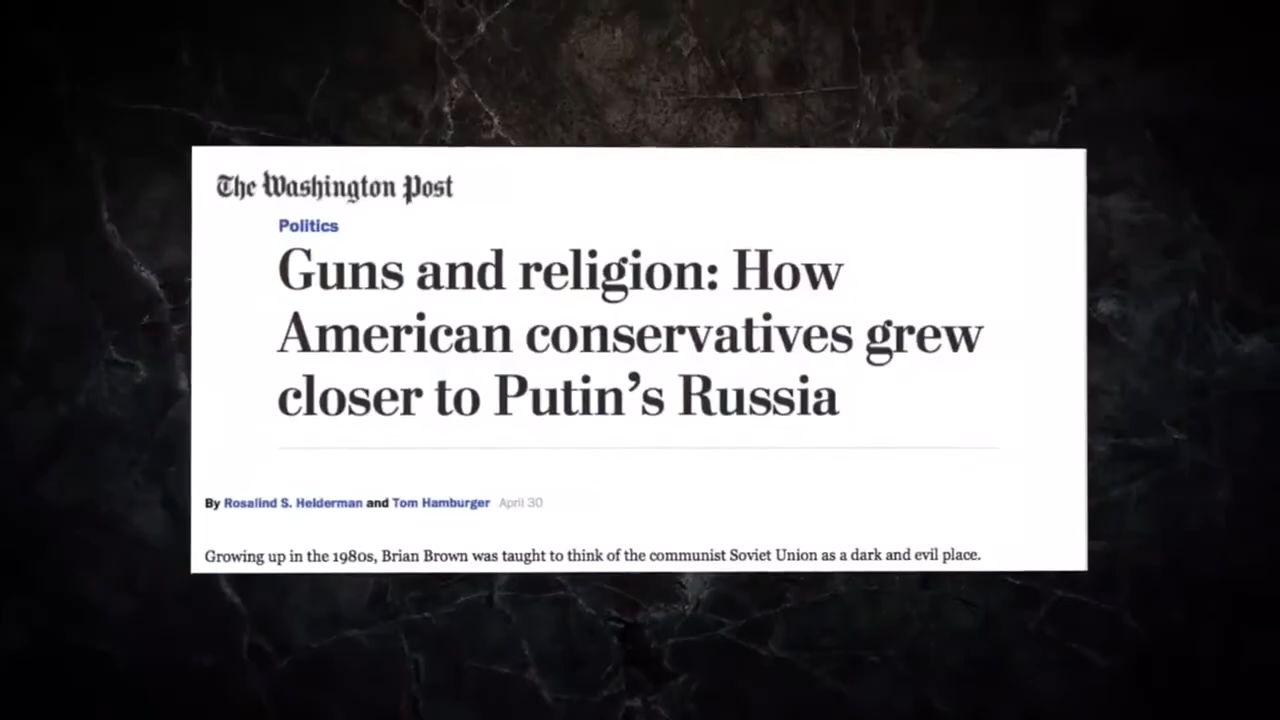 The Washington Post
Politics
Guns and religion: How
American conservatives grew
closer to Putin’s Russia
By Rosalind S. Helderman and Tom Hamburger April 30
Growing up in the 1980s, Brian Brown was taught to think of the communist Soviet Union as a dark and evil place.